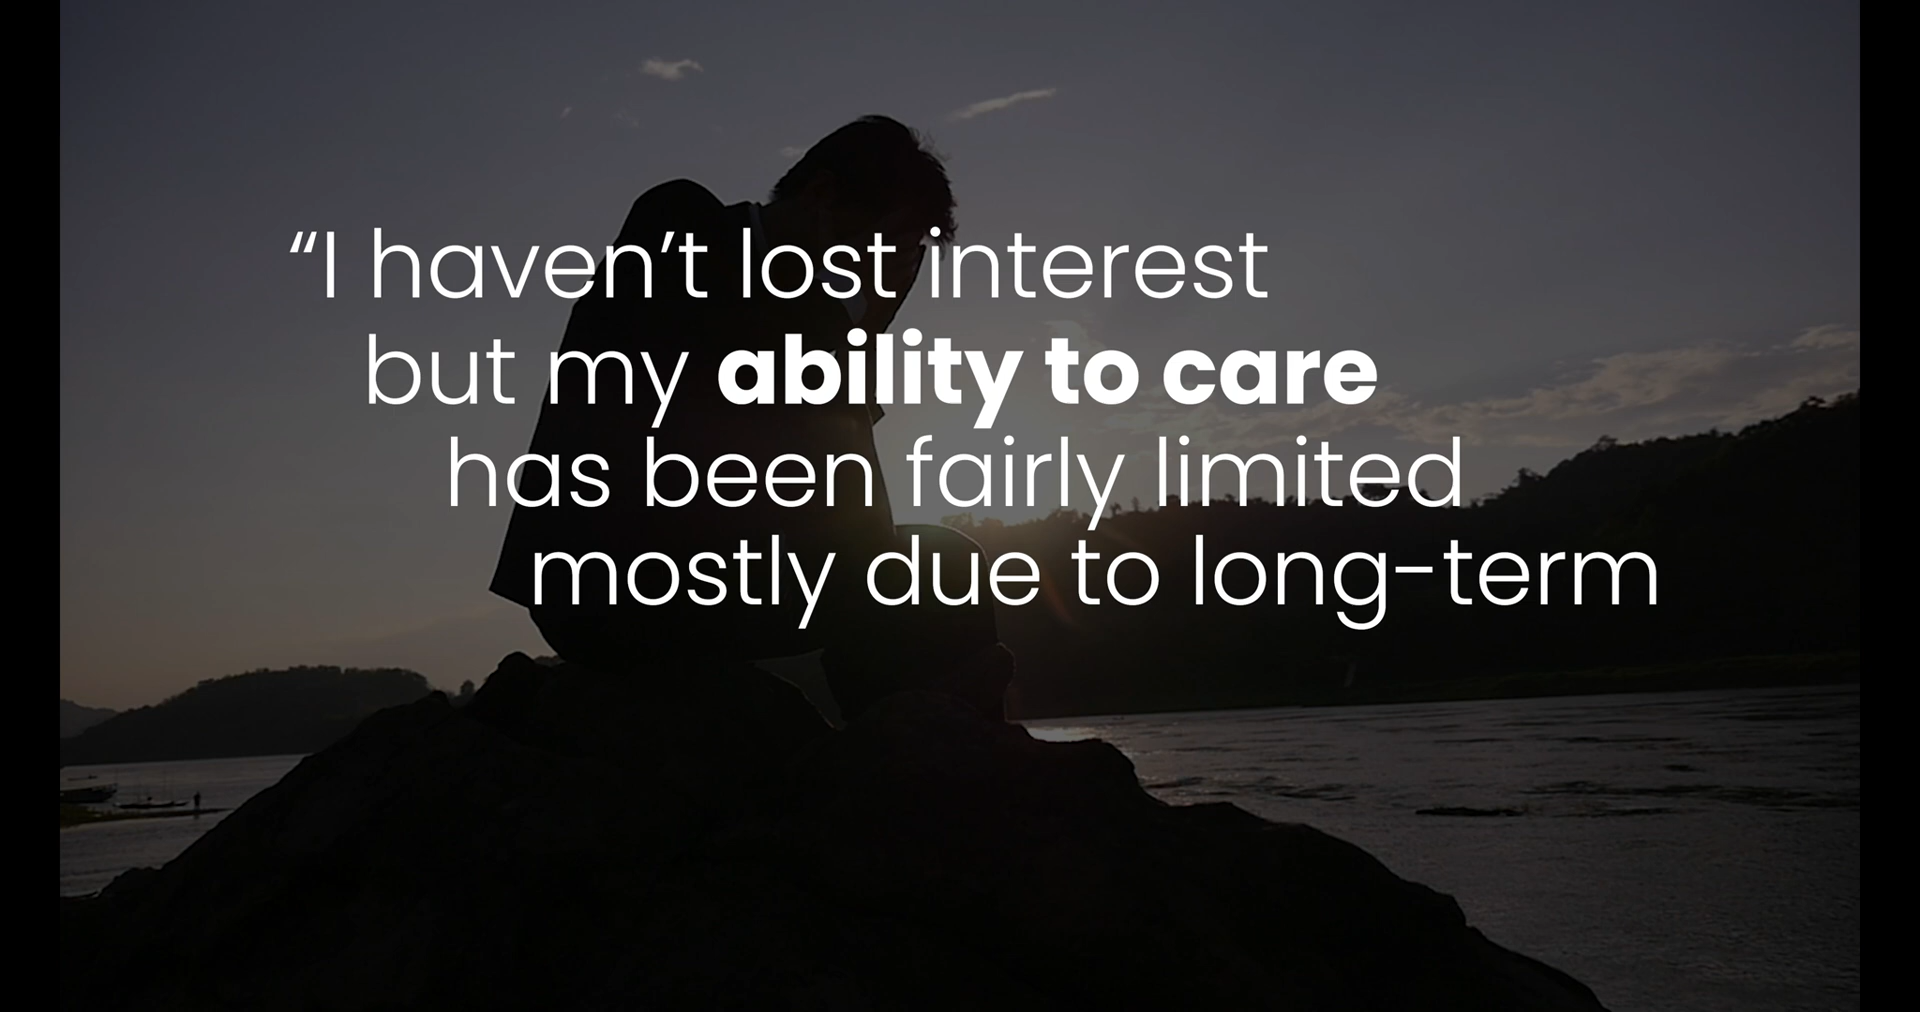 “I haven’t lost interest
but my ability to care
has been fairly limited
mostly due to long-term